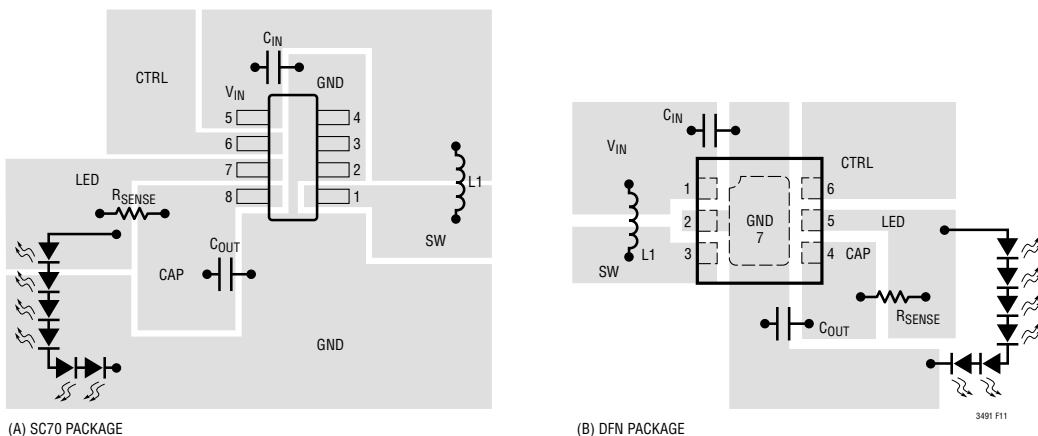 CIN
CTRL
VIN
GND
5
4
6
3
7
2
8
1
LED
RSENSE
L1
SW
COUT
CAP
GND
(A) SC70 PACKAGE
CIN
VIN
CTRL
1
6
GND
7
2
5
LED
3
4
CAP
L1
SW
RSENSE
COUT
3491 F11
(B) DFN PACKAGE